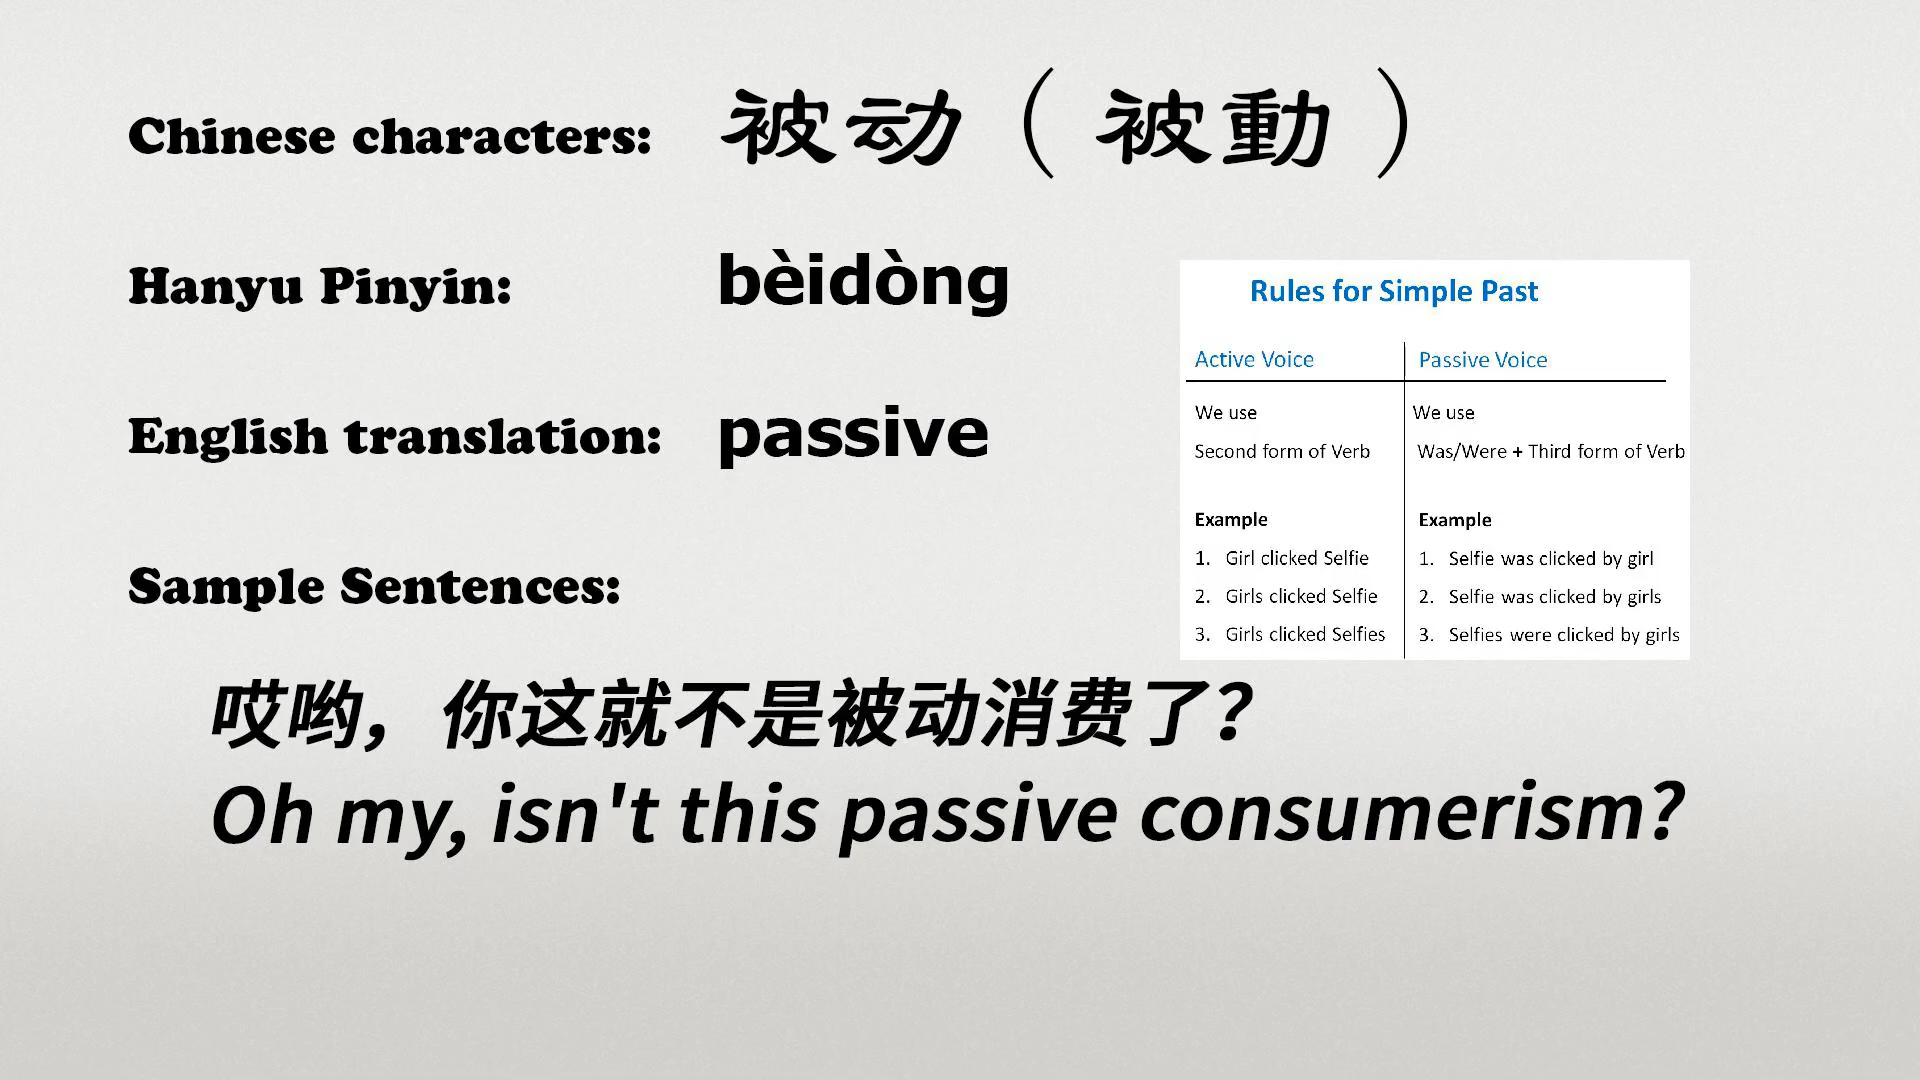 Chinese characters: 被动（被動）
Hanyu Pinyin: bèidòng
English translation: passive
Rules for Simple Past
Active Voice Passive Voice
We use We use
Second form of Verb Was/Were + Third form of Verb
Example Example
1. Girl clicked Selfie 1. Selfie was clicked by girl
2. Girls clicked Selfie 2. Selfie was clicked by girls
3. Girls clicked Selfies 3. Selfies were clicked by girls
Sample Sentences:
哎哟，你这就不是被动消费了？
Oh my, isn't this passive consumerism?